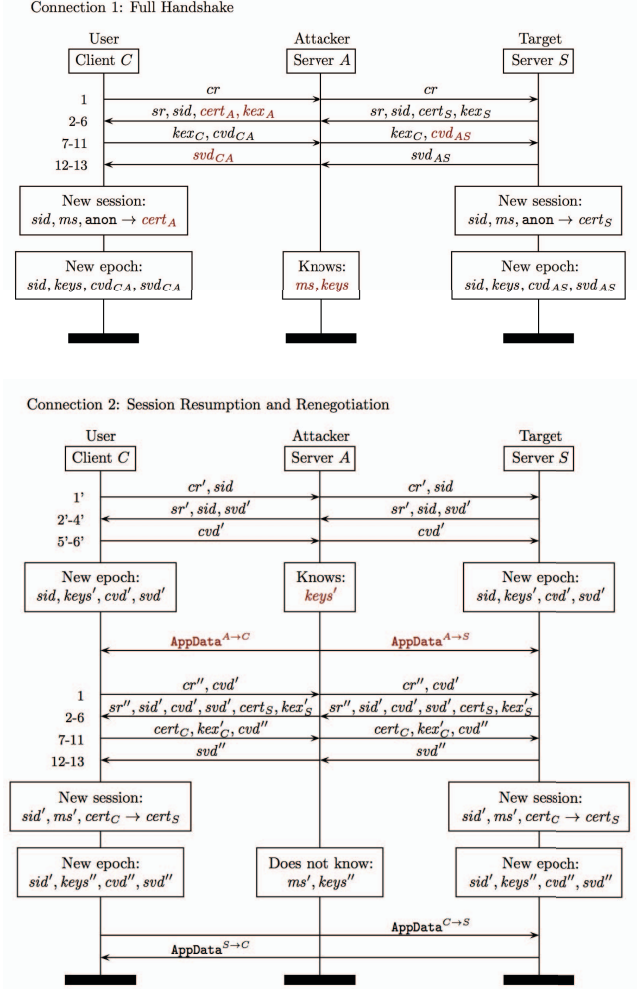 Connection 1: Full Handshake
User Attacker Target
Client C Server A Server S
1 cr cr
2-6 sr, sid, cert_A, kex_A sr, sid, cert_S, kex_S
7-11 kex_C, cvd_CA kex_C, cvd_AS
12-13 svd_CA svd_AS
New session: New session:
sid, ms, anon → cert_A sid, ms, anon → cert_S
New epoch: Knows: New epoch:
sid, keys, cvd_CA, svd_CA ms, keys sid, keys, cvd_AS, svd_AS
Connection 2: Session Resumption and Renegotiation
User Attacker Target
Client C Server A Server S
1' cr′, sid cr′, sid
2'-4' sr′, sid, svd′ sr′, sid, svd′
5'-6' cvd′ cvd′
New epoch: Knows: New epoch:
sid, keys′, cvd′, svd′ keys′ sid, keys′, cvd′, svd′
AppData^A→C AppData^A→S
1 cr″, cvd′ cr″, cvd′
2-6 sr″, sid′, cvd′, svd′, cert_S, kex′_S sr″, sid′, cvd′, svd′, cert_S, kex′_S
7-11 cert_C, kex′_C, cvd″ cert_C, kex′_C, cvd″
12-13 svd″ svd″
New session: New session:
sid′, ms′, cert_C → cert_S sid′, ms′, cert_C → cert_S
New epoch: Does not know: New epoch:
sid′, keys″, cvd″, svd″ ms′, keys″ sid′, keys″, cvd″, svd″
AppData^C→S
AppData^S→C